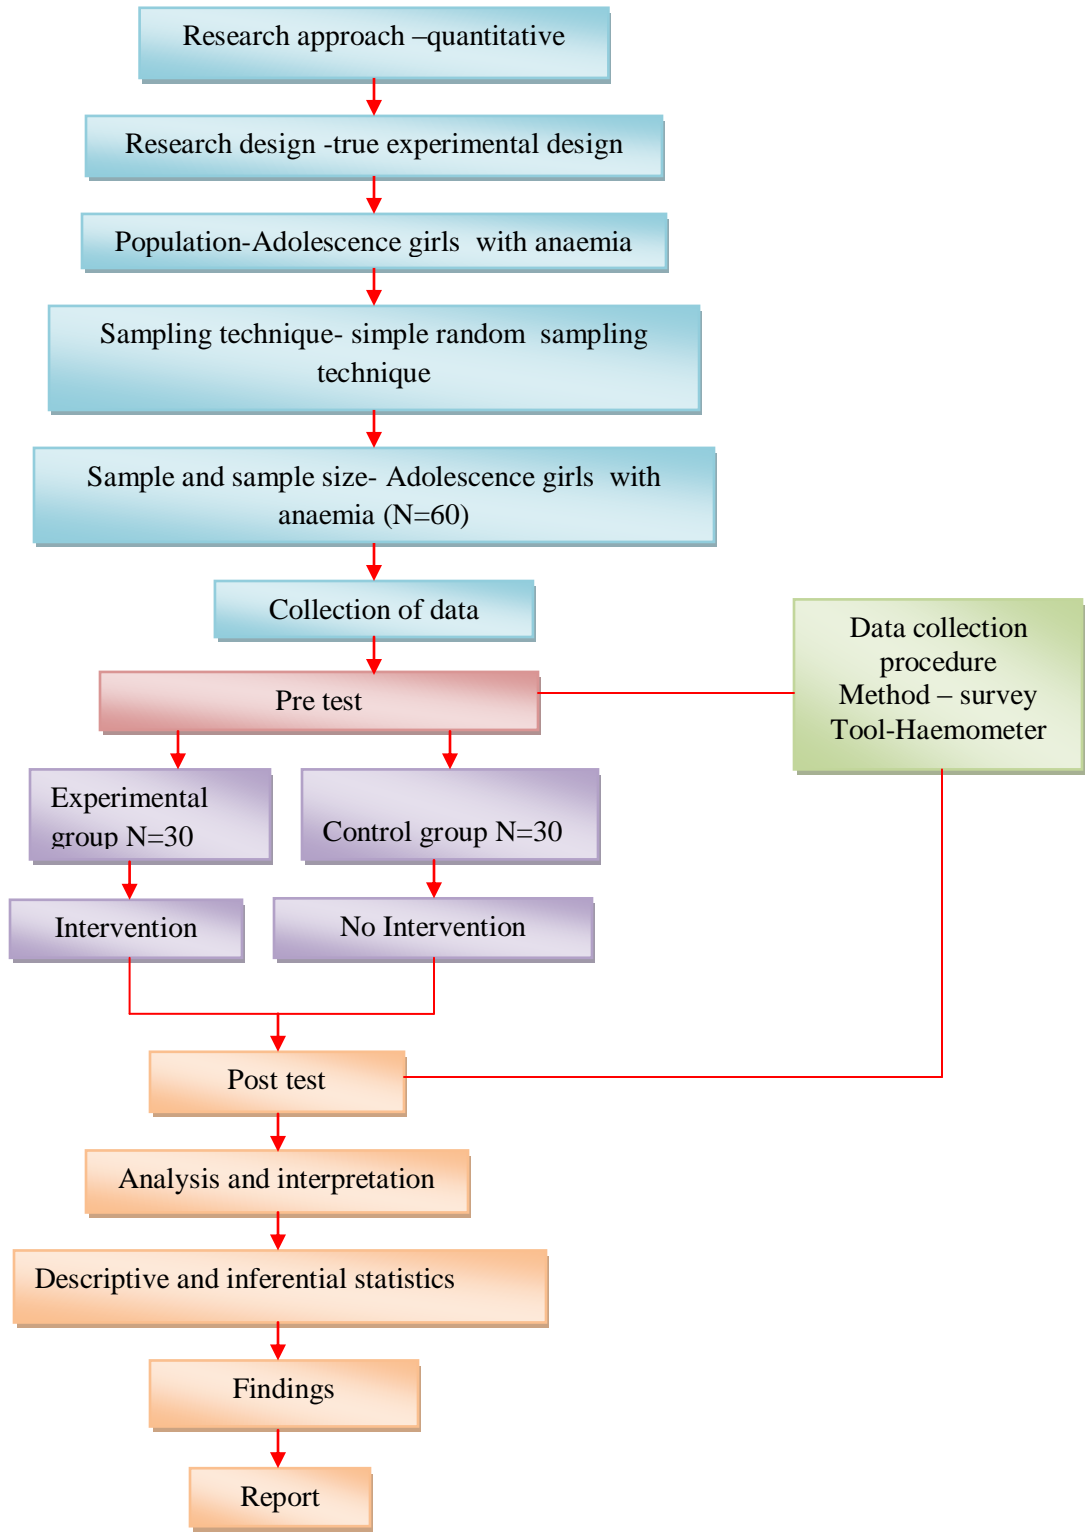 Research approach –quantitative
Research design -true experimental design
Population-Adolescence girls with anaemia
Sampling technique- simple random sampling
technique
Sample and sample size- Adolescence girls with
anaemia (N=60)
Collection of data
Data collection
procedure
Method – survey
Tool-Haemometer
Pre test
Experimental
group N=30
Control group N=30
Intervention
No Intervention
Post test
Analysis and interpretation
Descriptive and inferential statistics
Findings
Report